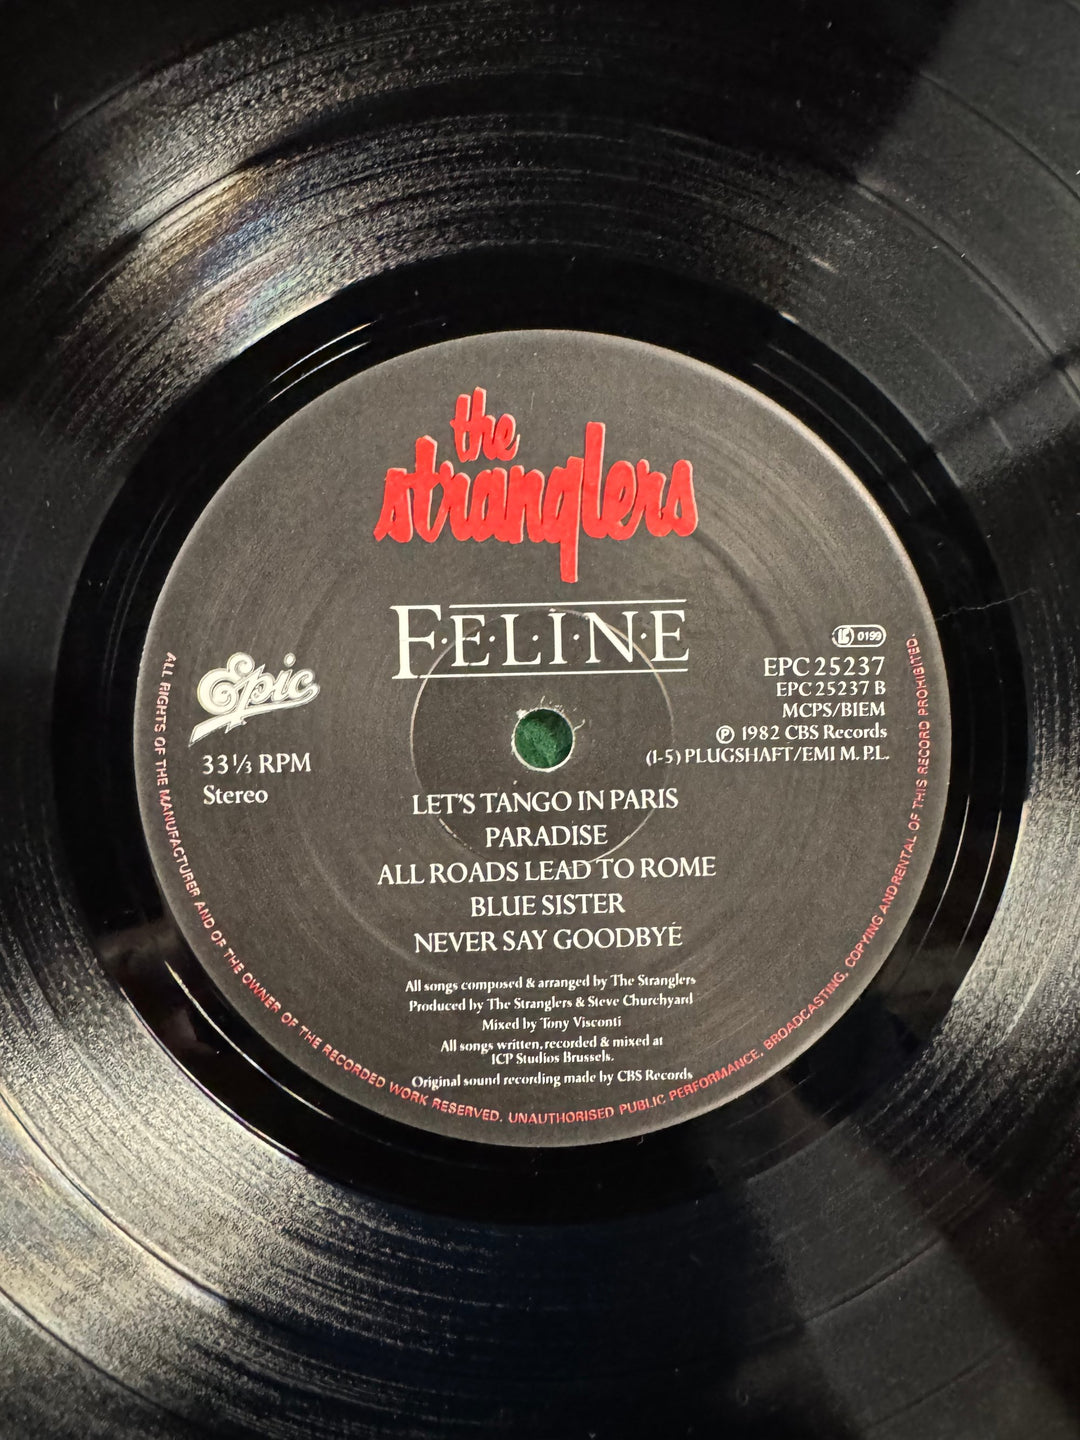 the
stranglers
F·E·L·I·N·E
Epic
33⅓ RPM
Stereo
LC 0199
EPC 25237
EPC 25237 B
MCPS/BIEM
℗ 1982 CBS Records
(1-5) PLUGSHAFT/EMI M.P.L.
LET'S TANGO IN PARIS
PARADISE
ALL ROADS LEAD TO ROME
BLUE SISTER
NEVER SAY GOODBYE
All songs composed & arranged by The Stranglers
Produced by The Stranglers & Steve Churchyard
Mixed by Tony Visconti
All songs written, recorded & mixed at
ICP Studios Brussels.
Original sound recording made by CBS Records
ALL RIGHTS OF THE MANUFACTURER AND OF THE OWNER OF THE RECORDED WORK RESERVED. UNAUTHORISED PUBLIC PERFORMANCE, BROADCASTING, COPYING AND RENTAL OF THIS RECORD PROHIBITED.